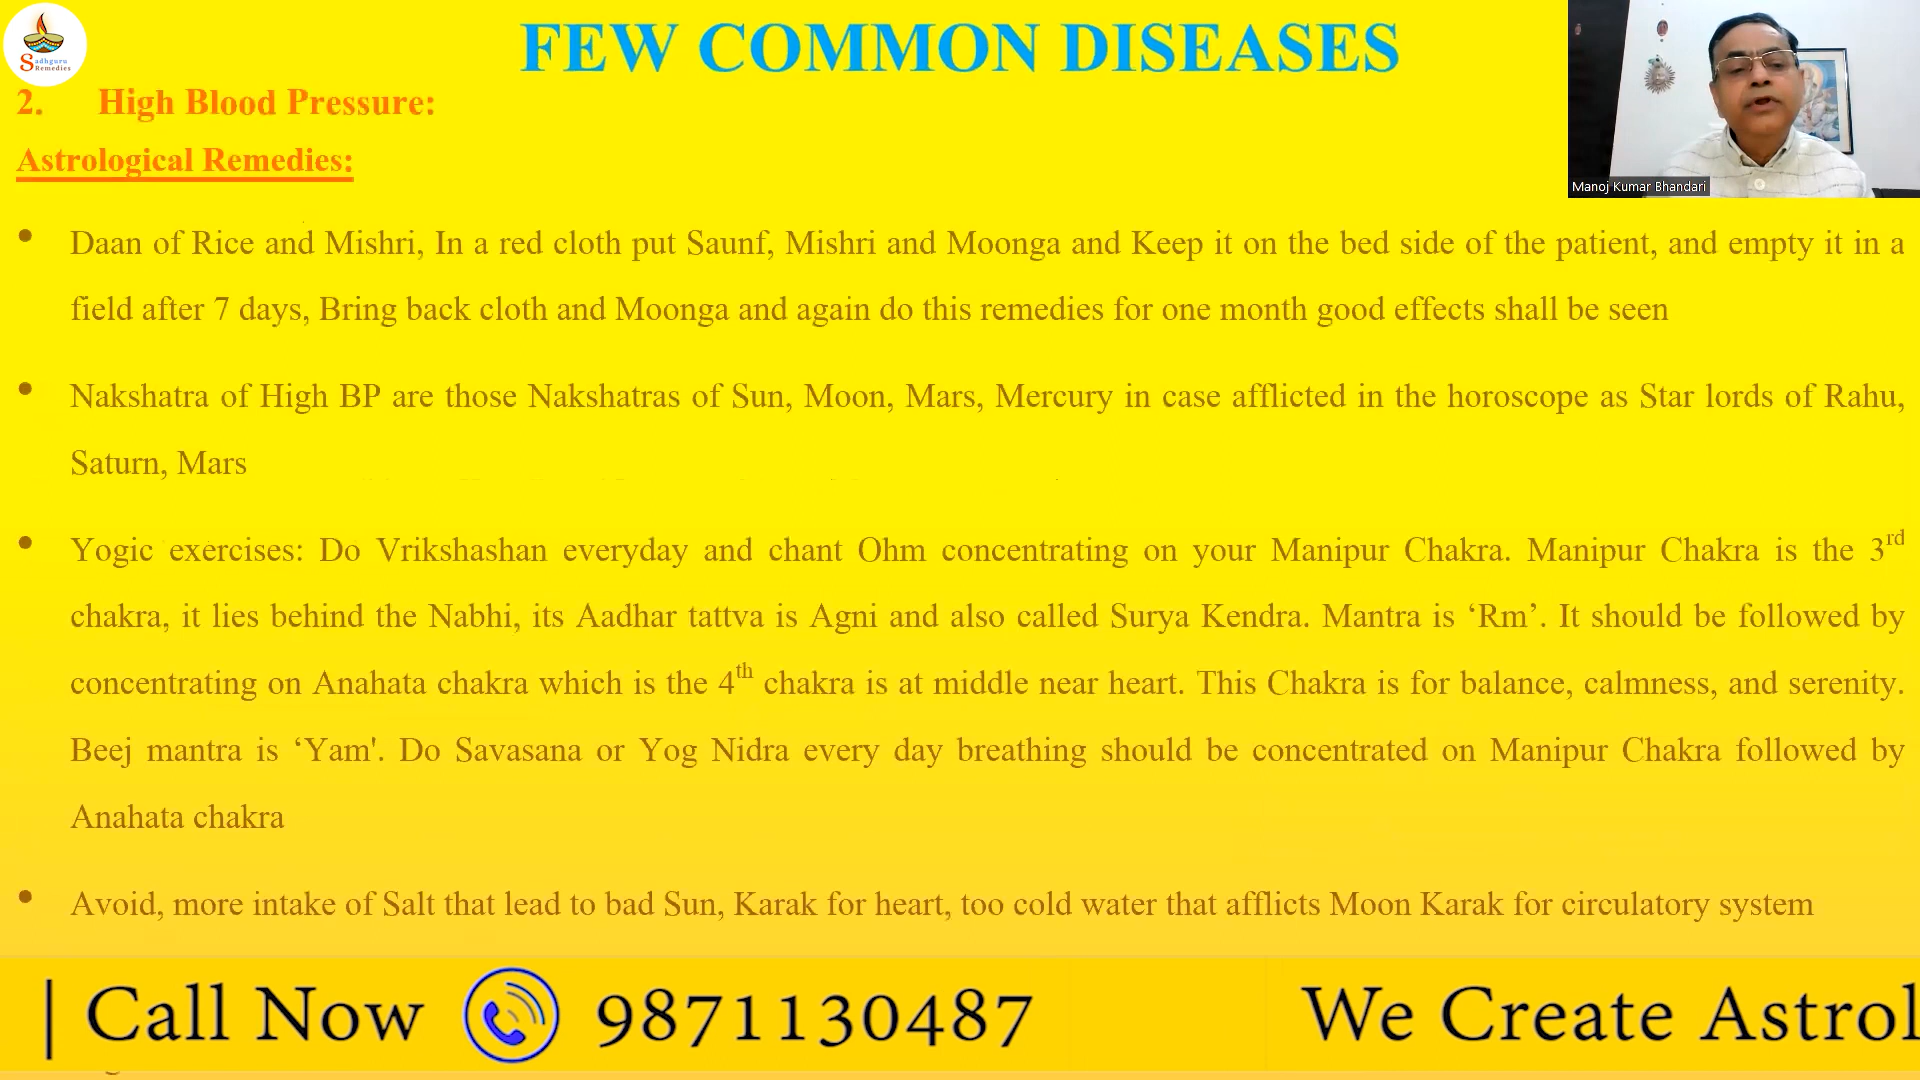 Sadhguru
Remedies
FEW COMMON DISEASES
2. High Blood Pressure:
Astrological Remedies:
Manoj Kumar Bhandari
• Daan of Rice and Mishri, In a red cloth put Saunf, Mishri and Moonga and Keep it on the bed side of the patient, and empty it in a
field after 7 days, Bring back cloth and Moonga and again do this remedies for one month good effects shall be seen
• Nakshatra of High BP are those Nakshatras of Sun, Moon, Mars, Mercury in case afflicted in the horoscope as Star lords of Rahu,
Saturn, Mars
• Yogic exercises: Do Vrikshashan everyday and chant Ohm concentrating on your Manipur Chakra. Manipur Chakra is the 3rd
chakra, it lies behind the Nabhi, its Aadhar tattva is Agni and also called Surya Kendra. Mantra is ‘Rm’. It should be followed by
concentrating on Anahata chakra which is the 4th chakra is at middle near heart. This Chakra is for balance, calmness, and serenity.
Beej mantra is ‘Yam'. Do Savasana or Yog Nidra every day breathing should be concentrated on Manipur Chakra followed by
Anahata chakra
• Avoid, more intake of Salt that lead to bad Sun, Karak for heart, too cold water that afflicts Moon Karak for circulatory system
| Call Now 9871130487 We Create Astrol